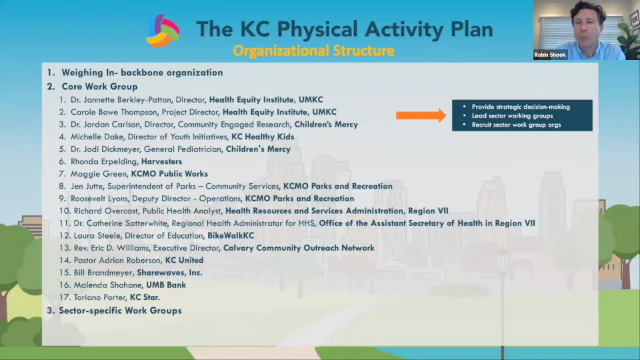 The KC Physical Activity Plan
Organizational Structure
Robin Shook
1. Weighing In- backbone organization
2. Core Work Group
1. Dr. Jannette Berkley-Patton, Director, Health Equity Institute, UMKC
2. Carole Bowe Thompson, Project Director, Health Equity Institute, UMKC
3. Dr. Jordan Carlson, Director, Community Engaged Research, Children's Mercy
4. Michelle Dake, Director of Youth Initiatives, KC Healthy Kids
5. Dr. Jodi Dickmeyer, General Pediatrician, Children's Mercy
6. Rhonda Erpelding, Harvesters
7. Maggie Green, KCMO Public Works
8. Jen Jutte, Superintendent of Parks – Community Services, KCMO Parks and Recreation
9. Roosevelt Lyons, Deputy Director - Operations, KCMO Parks and Recreation
10. Richard Overcast, Public Health Analyst, Health Resources and Services Administration, Region VII
11. Dr. Catherine Satterwhite, Regional Health Administrator for HHS, Office of the Assistant Secretary of Health in Region VII
12. Laura Steele, Director of Education, BikeWalkKC
13. Rev. Eric D. Williams, Executive Director, Calvary Community Outreach Network
14. Pastor Adrion Roberson, KC United
15. Bill Brandmeyer, Sharewaves, Inc.
16. Malenda Shahane, UMB Bank
17. Toriano Porter, KC Star.
3. Sector-specific Work Groups
• Provide strategic decision-making
• Lead sector working groups
• Recruit sector work group orgs